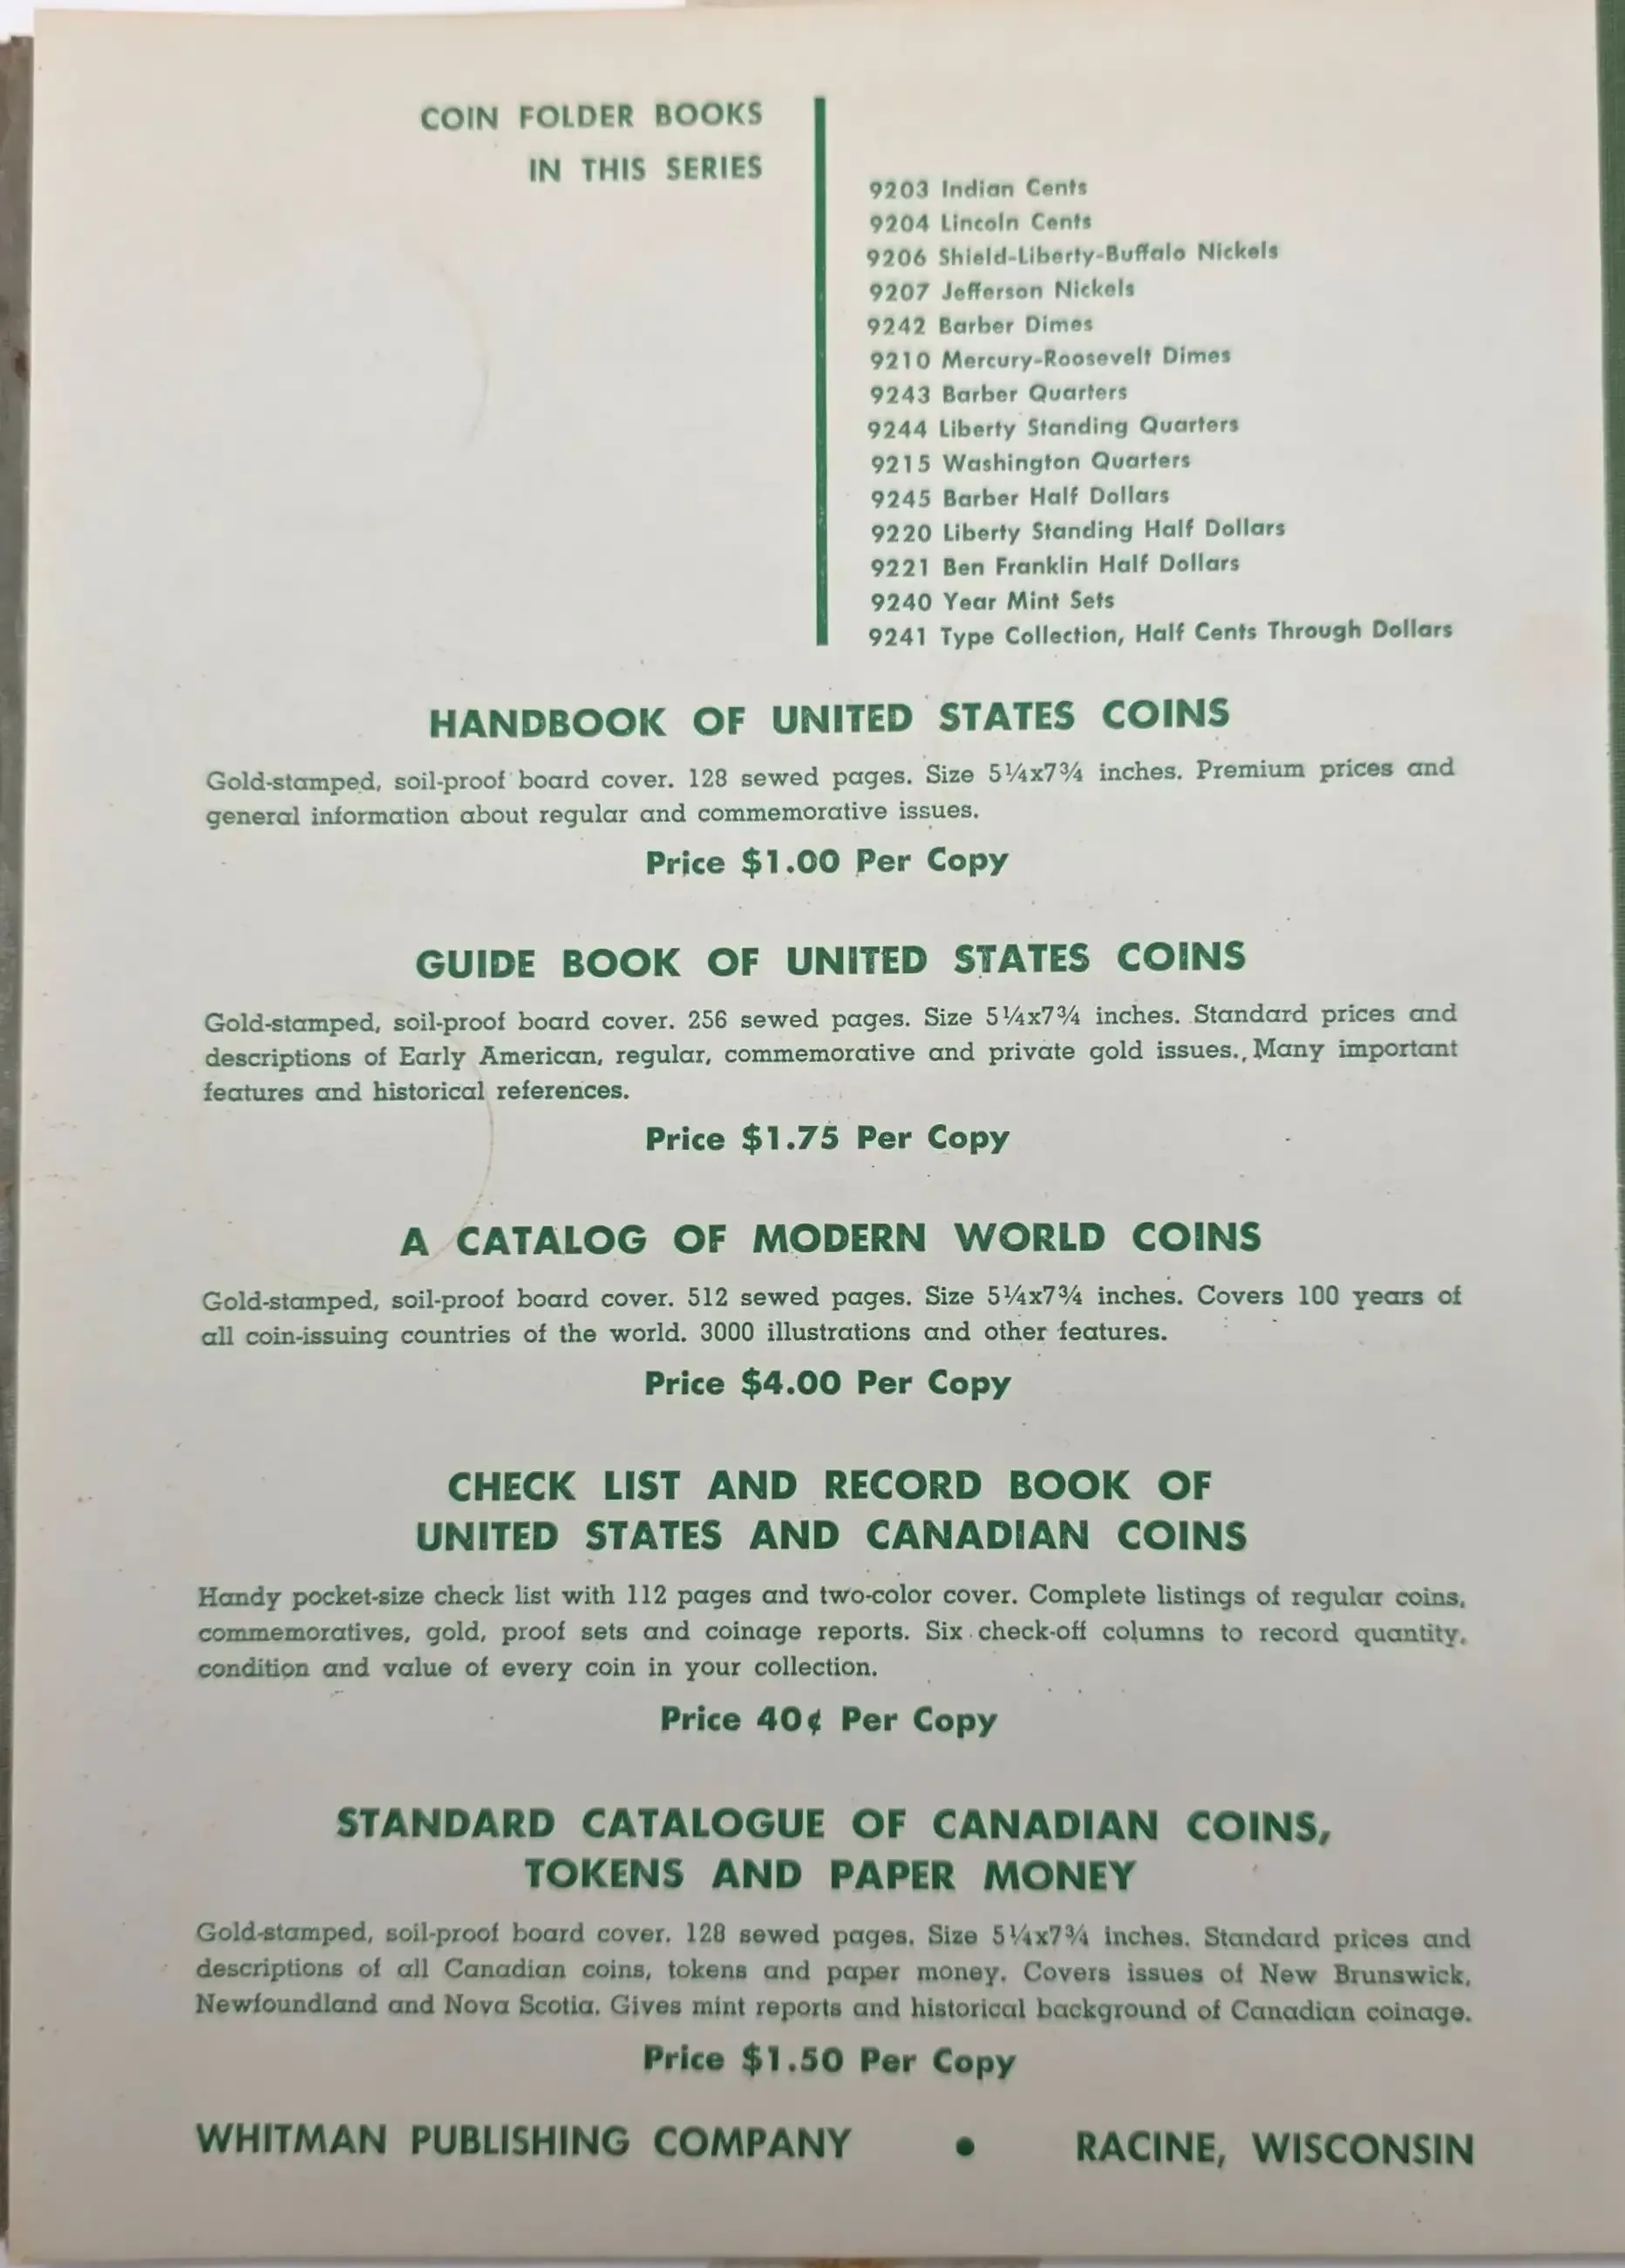 COIN FOLDER BOOKS
IN THIS SERIES
9203 Indian Cents
9204 Lincoln Cents
9206 Shield-Liberty-Buffalo Nickels
9207 Jefferson Nickels
9242 Barber Dimes
9210 Mercury-Roosevelt Dimes
9243 Barber Quarters
9244 Liberty Standing Quarters
9215 Washington Quarters
9245 Barber Half Dollars
9220 Liberty Standing Half Dollars
9221 Ben Franklin Half Dollars
9240 Year Mint Sets
9241 Type Collection, Half Cents Through Dollars
HANDBOOK OF UNITED STATES COINS
Gold-stamped, soil-proof board cover. 128 sewed pages. Size 5¼x7¾ inches. Premium prices and
general information about regular and commemorative issues.
Price $1.00 Per Copy
GUIDE BOOK OF UNITED STATES COINS
Gold-stamped, soil-proof board cover. 256 sewed pages. Size 5¼x7¾ inches. Standard prices and
descriptions of Early American, regular, commemorative and private gold issues. Many important
features and historical references.
Price $1.75 Per Copy
A CATALOG OF MODERN WORLD COINS
Gold-stamped, soil-proof board cover. 512 sewed pages. Size 5¼x7¾ inches. Covers 100 years of
all coin-issuing countries of the world. 3000 illustrations and other features.
Price $4.00 Per Copy
CHECK LIST AND RECORD BOOK OF
UNITED STATES AND CANADIAN COINS
Handy pocket-size check list with 112 pages and two-color cover. Complete listings of regular coins,
commemoratives, gold, proof sets and coinage reports. Six check-off columns to record quantity,
condition and value of every coin in your collection.
Price 40¢ Per Copy
STANDARD CATALOGUE OF CANADIAN COINS,
TOKENS AND PAPER MONEY
Gold-stamped, soil-proof board cover. 128 sewed pages. Size 5¼x7¾ inches. Standard prices and
descriptions of all Canadian coins, tokens and paper money. Covers issues of New Brunswick,
Newfoundland and Nova Scotia. Gives mint reports and historical background of Canadian coinage.
Price $1.50 Per Copy
WHITMAN PUBLISHING COMPANY • RACINE, WISCONSIN